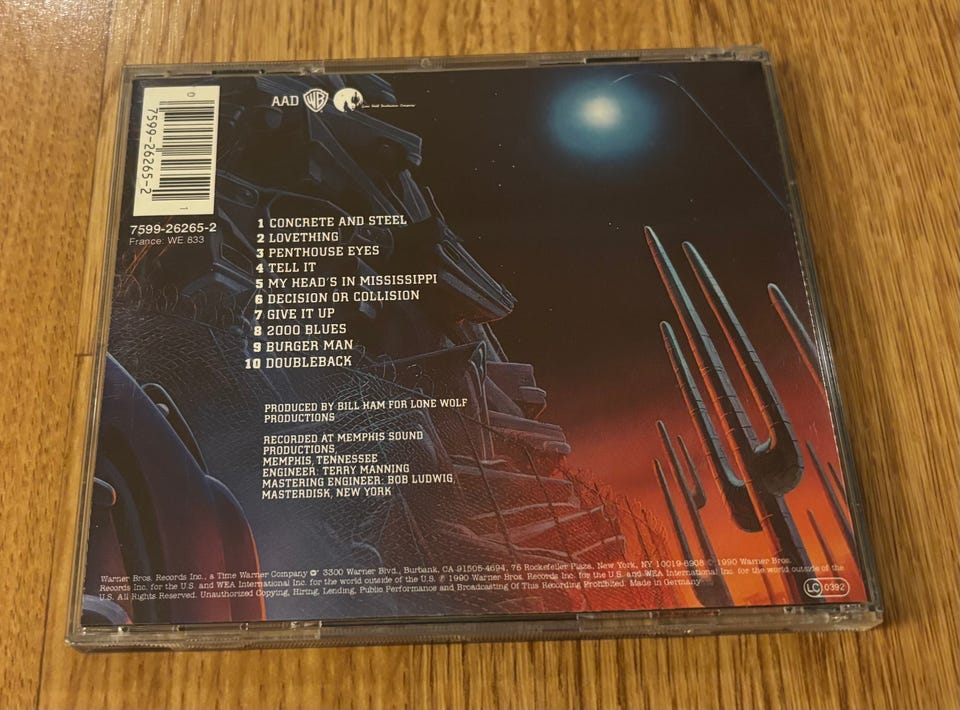 AAD WB Lone Wolf Production Company
0 7599-26265-2 1
7599-26265-2
France: WE 833
1 CONCRETE AND STEEL
2 LOVETHING
3 PENTHOUSE EYES
4 TELL IT
5 MY HEAD'S IN MISSISSIPPI
6 DECISION OR COLLISION
7 GIVE IT UP
8 2000 BLUES
9 BURGER MAN
10 DOUBLEBACK
PRODUCED BY BILL HAM FOR LONE WOLF
PRODUCTIONS
RECORDED AT MEMPHIS SOUND
PRODUCTIONS,
MEMPHIS, TENNESSEE
ENGINEER: TERRY MANNING
MASTERING ENGINEER: BOB LUDWIG,
MASTERDISK, NEW YORK
Warner Bros. Records Inc., a Time Warner Company 3300 Warner Blvd., Burbank, CA 91505-4694, 75 Rockefeller Plaza, New York, NY 10019-6908 © 1990 Warner Bros.
Records Inc. for the U.S. and WEA International Inc. for the world outside of the U.S. ℗ 1990 Warner Bros. Records Inc. for the U.S. and WEA International Inc. for the world outside of the
U.S. All Rights Reserved. Unauthorized Copying, Hiring, Lending, Public Performance and Broadcasting Of This Recording Prohibited. Made in Germany
LC 0392